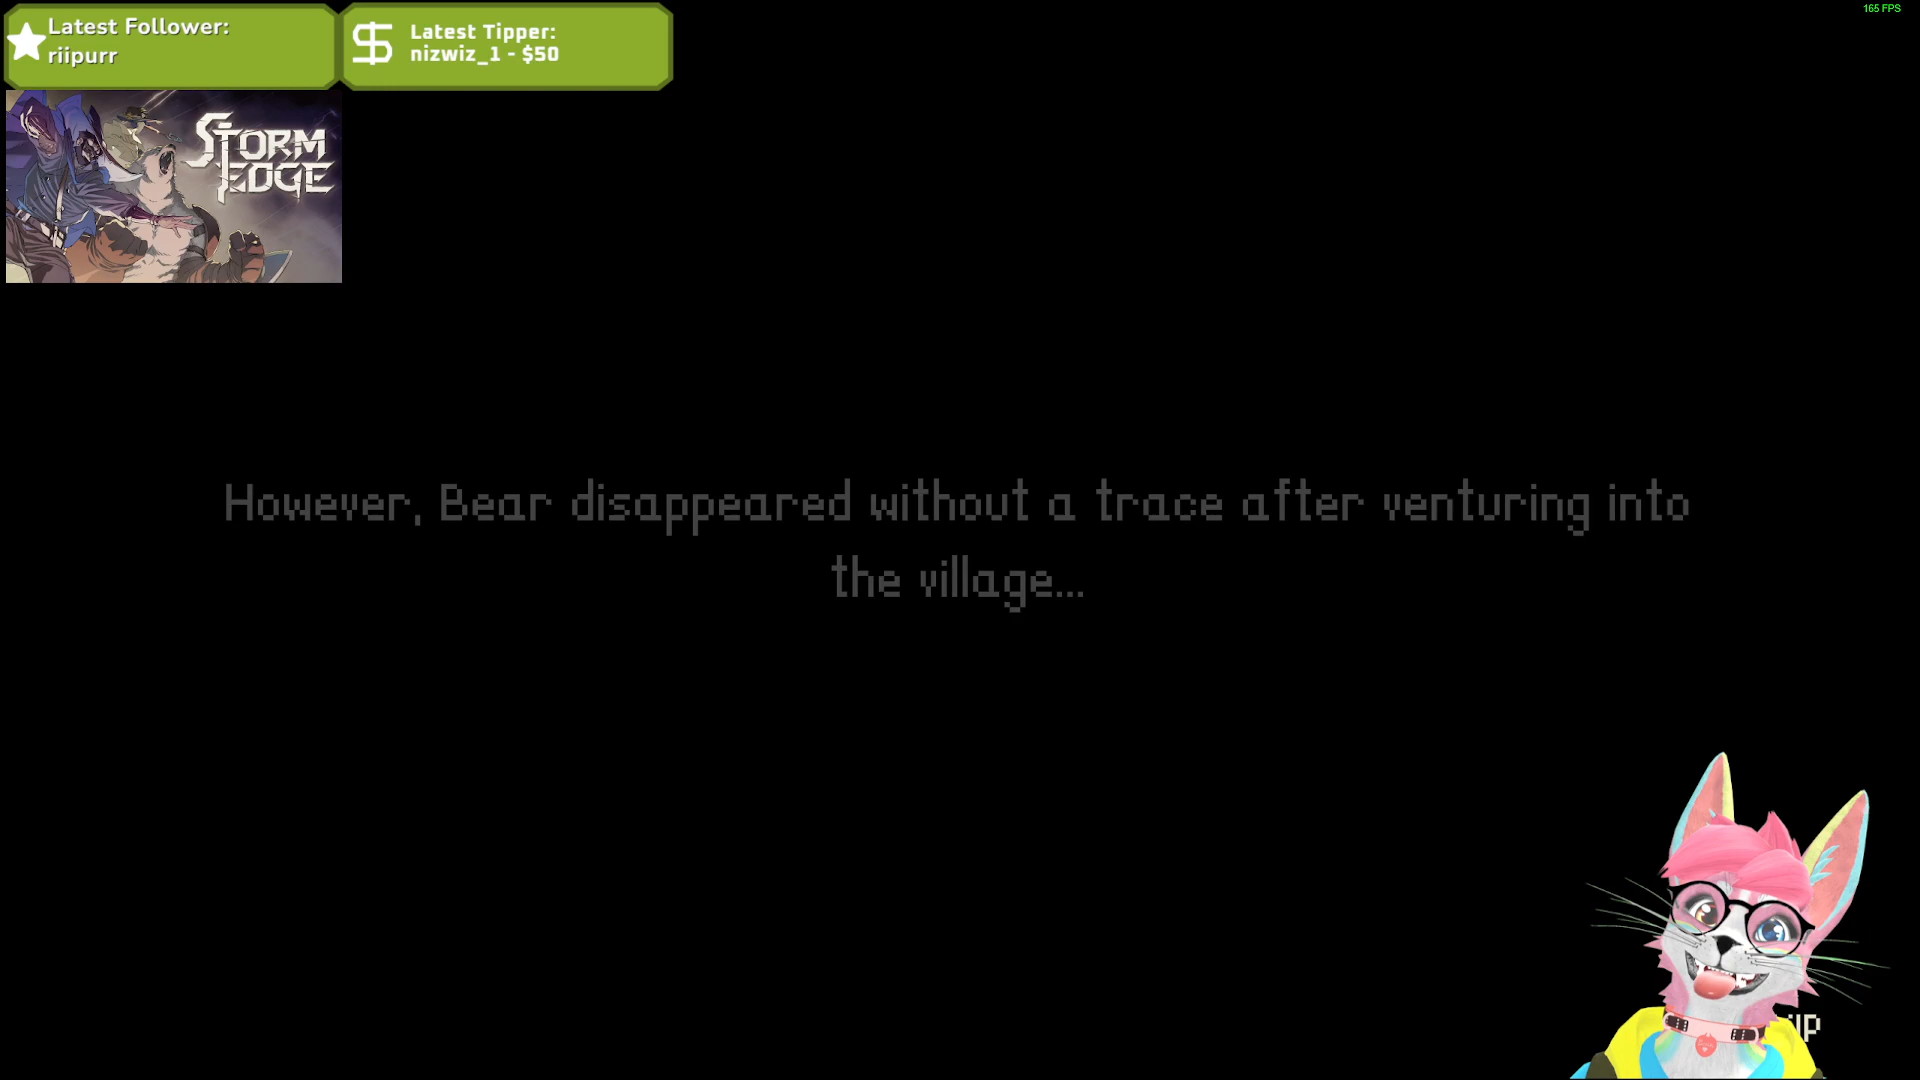 Latest Follower:
riipurr
Latest Tipper:
nizwiz_1 - $50
165 FPS
STORM
EDGE
However, Bear disappeared without a trace after venturing into
the village...